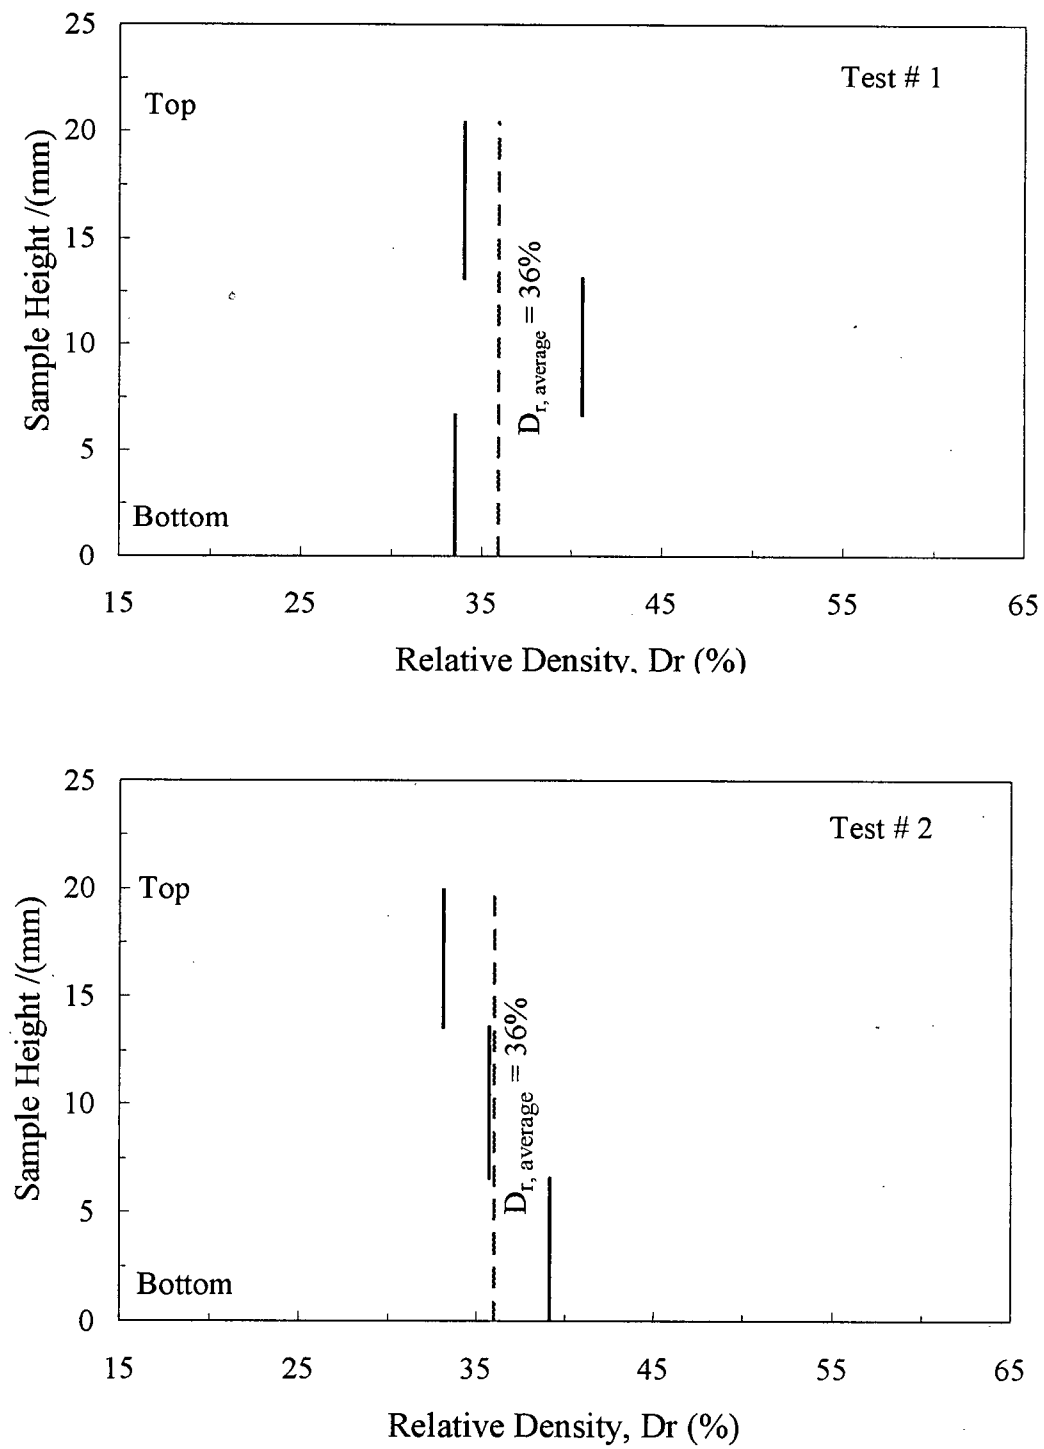 25
Test # 1
Top
20
15
10
5
Bottom
0
Sample Height /(mm)
Dr, average = 36%
15 25 35 45 55 65
Relative Density, Dr (%)
25
Test # 2
20
Top
15
10
5
Bottom
0
Sample Height /(mm)
Dr, average = 36%
15 25 35 45 55 65
Relative Density, Dr (%)